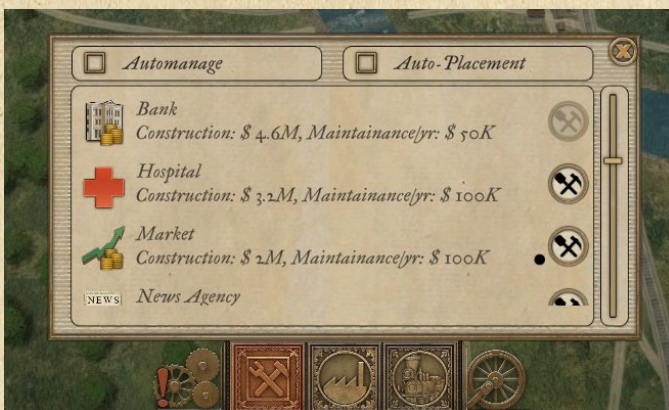 Automanage
Auto-Placement
Bank
Construction: $ 4.6M, Maintainance/yr: $ 50K
Hospital
Construction: $ 3.2M, Maintainance/yr: $ 100K
Market
Construction: $ 2M, Maintainance/yr: $ 100K
NEWS
News Agency